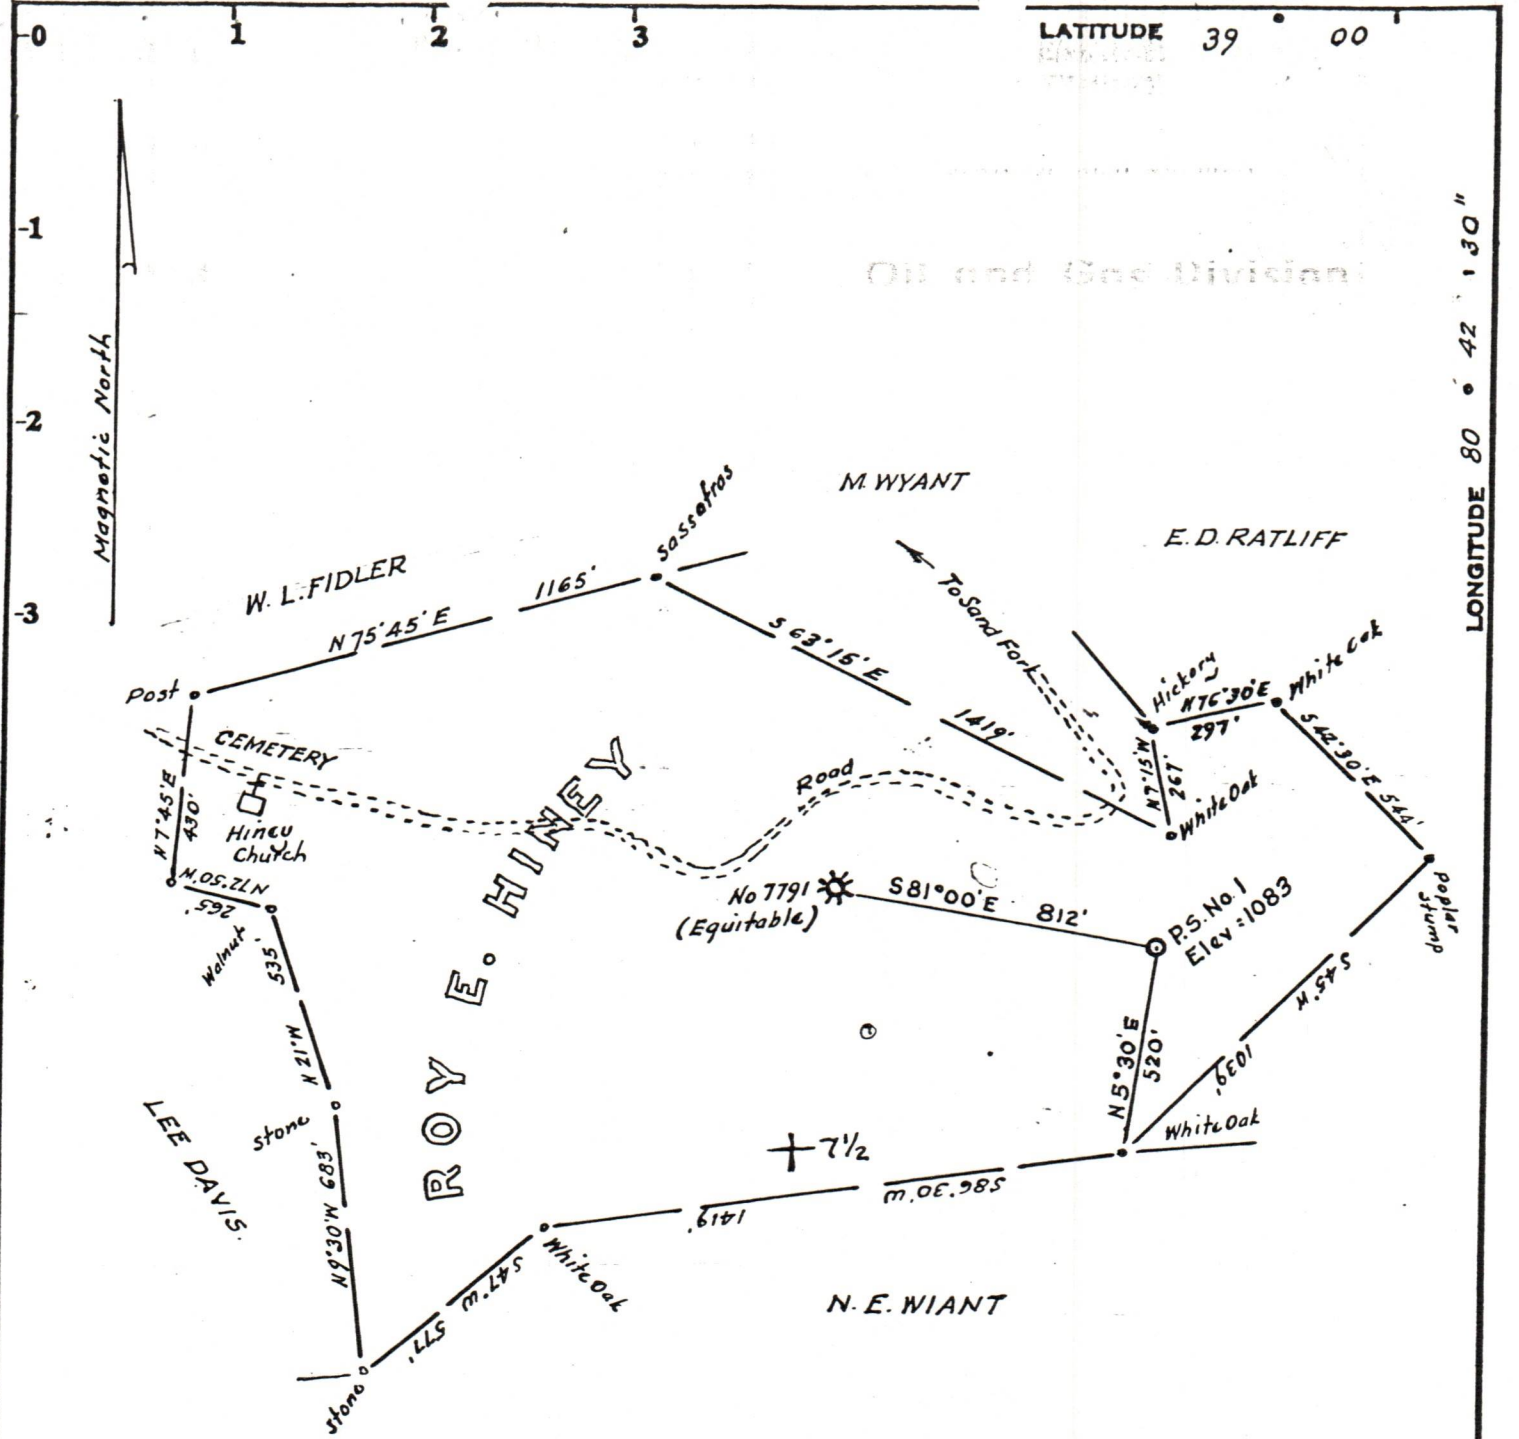 0 1 2 3 LATITUDE 39 • 00
-1
-2
-3
LONGITUDE 80 • 42 ' 30"
Magnetic North
Oil and Gas Division
M. WYANT
E. D. RATLIFF
W. L. FIDLER
Sassafras
1165'
N 75° 45' E
S 63° 15' E
1419'
To Sand Fork
Hickory
N 76° 30' E
297'
White Oak
N 7° 15' W
267'
White Oak
S 42° 30' E 544'
Poplar
Stump
Post
CEMETERY
Hiney
Church
Road
N 7° 45' E
430'
N 72° 50' W
265'
Walnut
535'
N 21° W
Stone
683'
N 9° 30' W
Stone
LEE DAVIS.
ROY E. HINEY
No 7791
(Equitable)
S 81° 00' E 812'
P.S. No. 1
Elev = 1083
N 5° 30' E
520'
S 45° W
1039'
White Oak
7 1/2
S 86° 30' W
1419'
White Oak
S 47° W
577'
N. E. WIANT